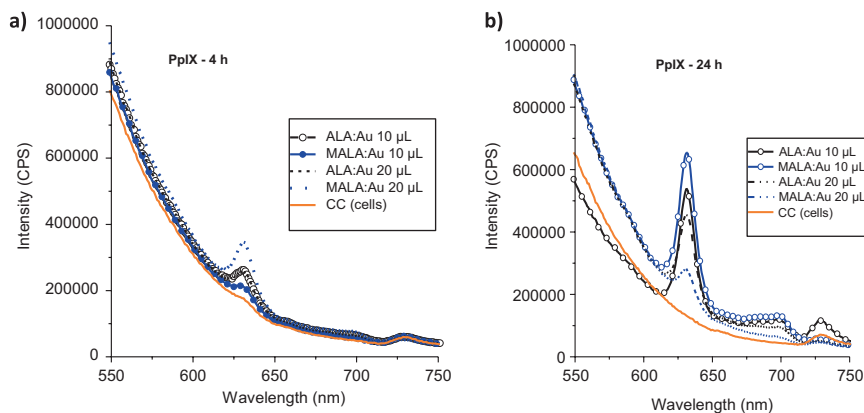 a)
PpIX - 4 h
Intensity (CPS)
1000000
800000
600000
400000
200000
0
ALA:Au 10 µL
MALA:Au 10 µL
ALA:Au 20 µL
MALA:Au 20 µL
CC (cells)
550 600 650 700 750
Wavelength (nm)
b)
PpIX - 24 h
Intensity (CPS)
1000000
800000
600000
400000
200000
0
ALA:Au 10 µL
MALA:Au 10 µL
ALA:Au 20 µL
MALA:Au 20 µL
CC (cells)
550 600 650 700 750
Wavelength (nm)